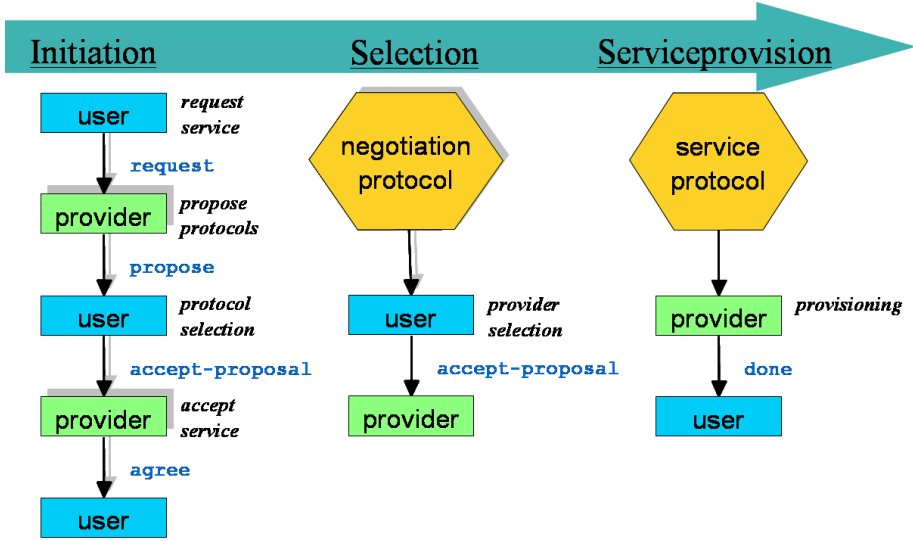 Initiation
Selection
Serviceprovision
user
request
service
request
provider
propose
protocols
propose
user
protocol
selection
accept-proposal
provider
accept
service
agree
user
negotiation
protocol
user
provider
selection
accept-proposal
provider
service
protocol
provider
provisioning
done
user